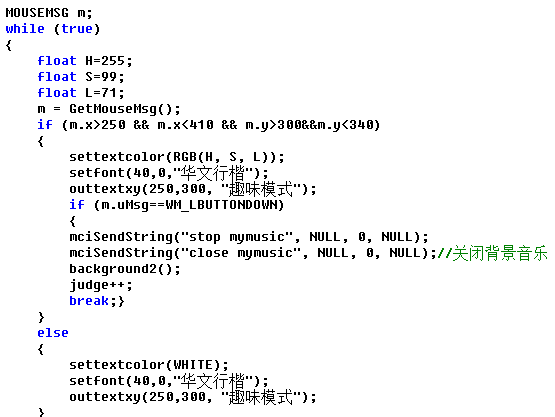 MOUSEMSG m;
while (true)
{
    float H=255;
    float S=99;
    float L=71;
    m = GetMouseMsg();
    if (m.x>250 && m.x<410 && m.y>300&&m.y<340)
    {
        settextcolor(RGB(H, S, L));
        setfont(40,0,"华文行楷");
        outtextxy(250,300, "趣味模式");
        if (m.uMsg==WM_LBUTTONDOWN)
        {
        mciSendString("stop mymusic", NULL, 0, NULL);
        mciSendString("close mymusic", NULL, 0, NULL);//关闭背景音乐
        background2();
        judge++;
        break;}
    }
    else
    {
        settextcolor(WHITE);
        setfont(40,0,"华文行楷");
        outtextxy(250,300, "趣味模式");
    }